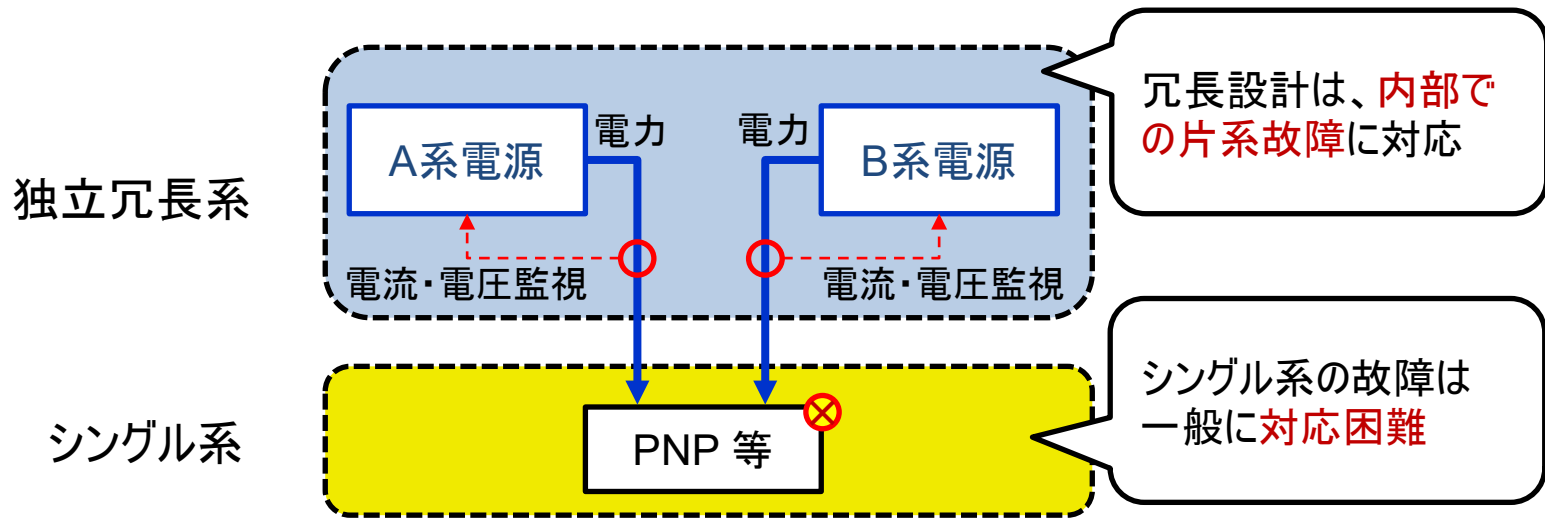 冗長設計は、内部で
の片系故障に対応
独立冗長系
A系電源
電力
電力
B系電源
電流・電圧監視
電流・電圧監視
シングル系
PNP 等
シングル系の故障は
一般に対応困難